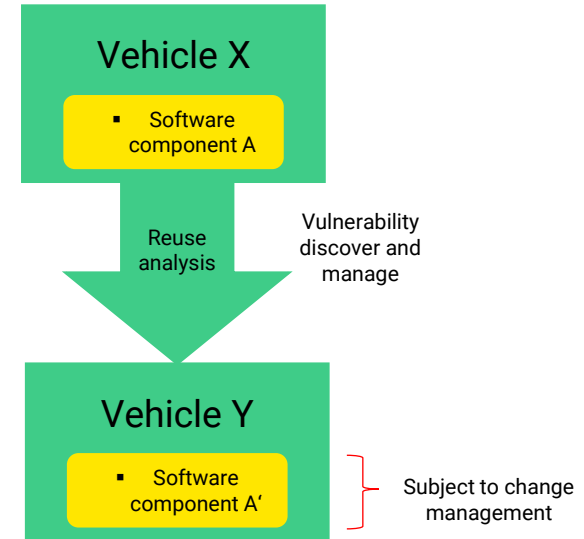 Vehicle X
▪ Software
component A
Reuse
analysis
Vulnerability
discover and
manage
Vehicle Y
▪ Software
component A‘
Subject to change
management